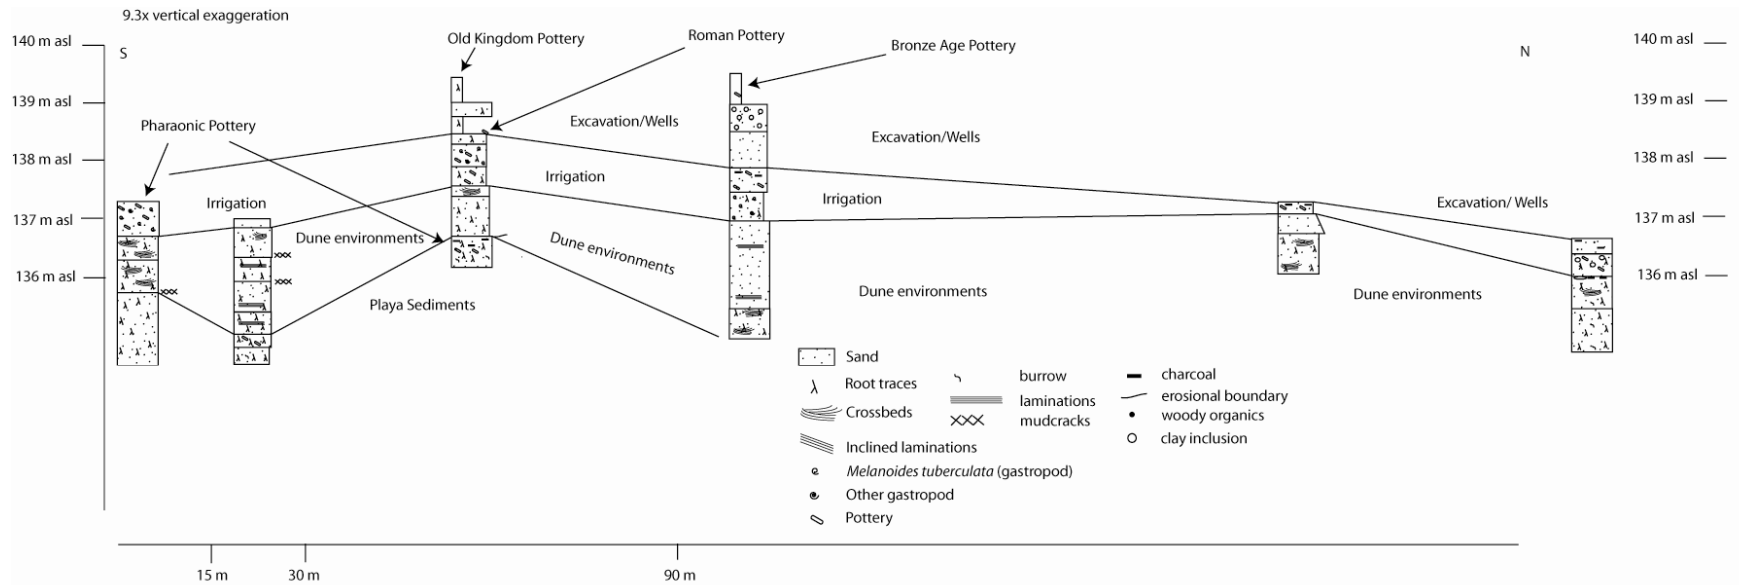 9.3x vertical exaggeration
140 m asl
S
Old Kingdom Pottery
Roman Pottery
Bronze Age Pottery
N
140 m asl
139 m asl
139 m asl
Pharaonic Pottery
Excavation/Wells
Excavation/Wells
138 m asl
138 m asl
Irrigation
Irrigation
Irrigation
Excavation/ Wells
137 m asl
137 m asl
Dune environments
Dune environments
136 m asl
136 m asl
Playa Sediments
Dune environments
Dune environments
Sand
Root traces
Crossbeds
Inclined laminations
Melanoides tuberculata (gastropod)
Other gastropod
Pottery
burrow
laminations
mudcracks
charcoal
erosional boundary
woody organics
clay inclusion
15 m
30 m
90 m